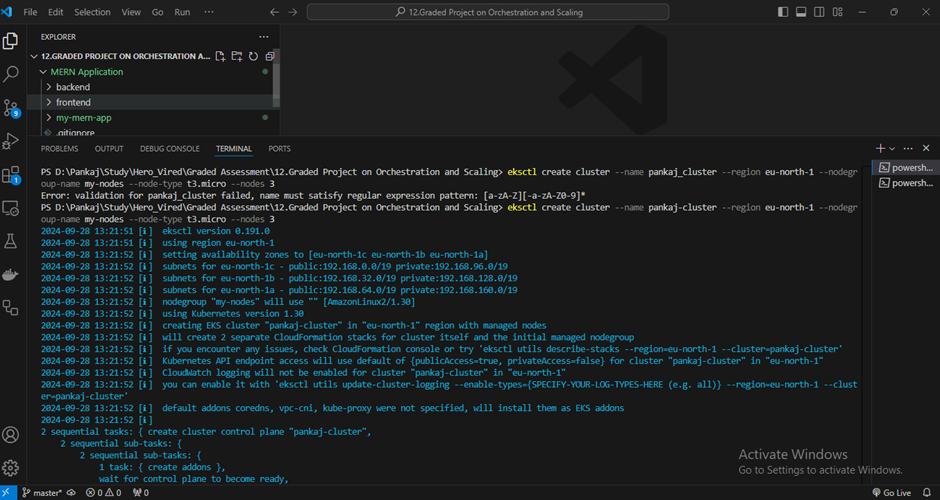 File Edit Selection View Go Run ··· 12.Graded Project on Orchestration and Scaling
EXPLORER ···
12.GRADED PROJECT ON ORCHESTRATION A...
MERN Application
backend
frontend
my-mern-app
.gitignore
9
1
PROBLEMS OUTPUT DEBUG CONSOLE TERMINAL PORTS
powersh...
powersh...
PS D:\Pankaj\Study\Hero_Vired\Graded Assessment\12.Graded Project on Orchestration and Scaling> eksctl create cluster --name pankaj_cluster --region eu-north-1 --nodegr
oup-name my-nodes --node-type t3.micro --nodes 3
Error: validation for pankaj_cluster failed, name must satisfy regular expression pattern: [a-zA-Z][-a-zA-Z0-9]*
PS D:\Pankaj\Study\Hero_Vired\Graded Assessment\12.Graded Project on Orchestration and Scaling> eksctl create cluster --name pankaj-cluster --region eu-north-1 --nodegr
oup-name my-nodes --node-type t3.micro --nodes 3
2024-09-28 13:21:51 [ℹ] eksctl version 0.191.0
2024-09-28 13:21:51 [ℹ] using region eu-north-1
2024-09-28 13:21:52 [ℹ] setting availability zones to [eu-north-1c eu-north-1b eu-north-1a]
2024-09-28 13:21:52 [ℹ] subnets for eu-north-1c - public:192.168.0.0/19 private:192.168.96.0/19
2024-09-28 13:21:52 [ℹ] subnets for eu-north-1b - public:192.168.32.0/19 private:192.168.128.0/19
2024-09-28 13:21:52 [ℹ] subnets for eu-north-1a - public:192.168.64.0/19 private:192.168.160.0/19
2024-09-28 13:21:52 [ℹ] nodegroup "my-nodes" will use "" [AmazonLinux2/1.30]
2024-09-28 13:21:52 [ℹ] using Kubernetes version 1.30
2024-09-28 13:21:52 [ℹ] creating EKS cluster "pankaj-cluster" in "eu-north-1" region with managed nodes
2024-09-28 13:21:52 [ℹ] will create 2 separate CloudFormation stacks for cluster itself and the initial managed nodegroup
2024-09-28 13:21:52 [ℹ] if you encounter any issues, check CloudFormation console or try 'eksctl utils describe-stacks --region=eu-north-1 --cluster=pankaj-cluster'
2024-09-28 13:21:52 [ℹ] Kubernetes API endpoint access will use default of {publicAccess=true, privateAccess=false} for cluster "pankaj-cluster" in "eu-north-1"
2024-09-28 13:21:52 [ℹ] CloudWatch logging will not be enabled for cluster "pankaj-cluster" in "eu-north-1"
2024-09-28 13:21:52 [ℹ] you can enable it with 'eksctl utils update-cluster-logging --enable-types={SPECIFY-YOUR-LOG-TYPES-HERE (e.g. all)} --region=eu-north-1 --clust
er=pankaj-cluster'
2024-09-28 13:21:52 [ℹ] default addons coredns, vpc-cni, kube-proxy were not specified, will install them as EKS addons
2024-09-28 13:21:52 [ℹ]
2 sequential tasks: { create cluster control plane "pankaj-cluster",
2 sequential sub-tasks: {
2 sequential sub-tasks: {
1 task: { create addons },
wait for control plane to become ready,
Activate Windows
Go to Settings to activate Windows.
master* 0 0 0 Go Live